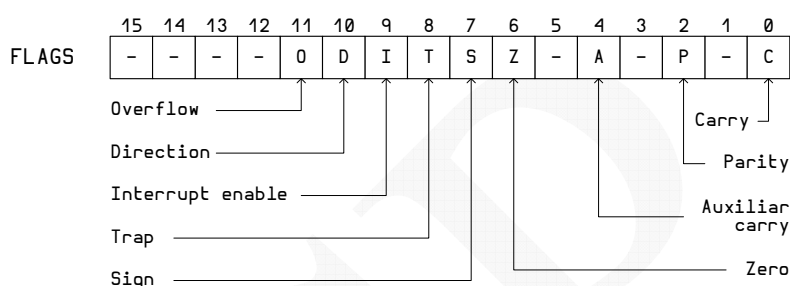 15 14 13 12 11 10 9 8 7 6 5 4 3 2 1 0
FLAGS - - - - O D I T S Z - A - P - C
Overflow
Carry
Direction
Parity
Interrupt enable
Auxiliar
carry
Trap
Zero
Sign